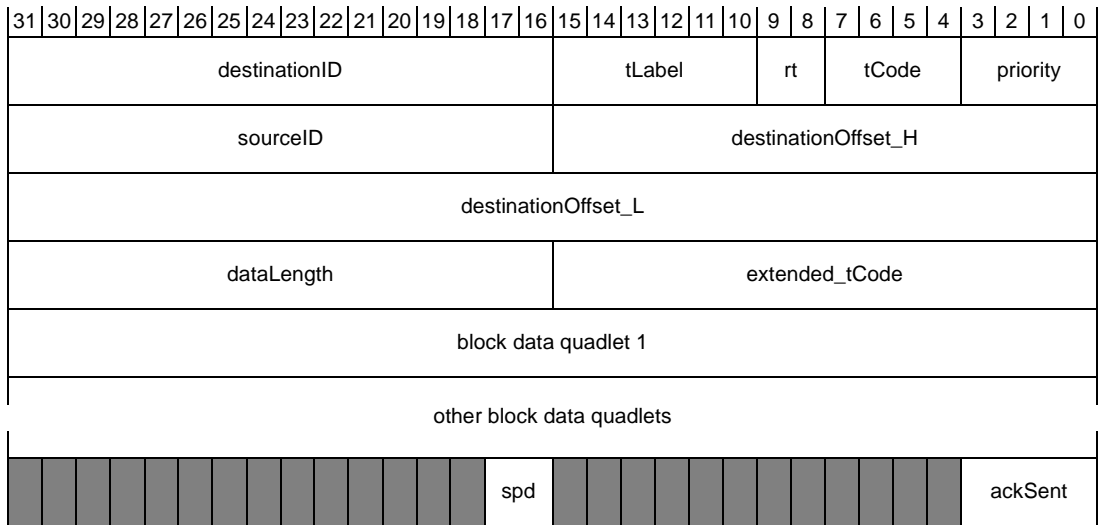 31 30 29 28 27 26 25 24 23 22 21 20 19 18 17 16 15 14 13 12 11 10 9 8 7 6 5 4 3 2 1 0
destinationID tLabel rt tCode priority
sourceID destinationOffset_H
destinationOffset_L
dataLength extended_tCode
block data quadlet 1
other block data quadlets
spd ackSent